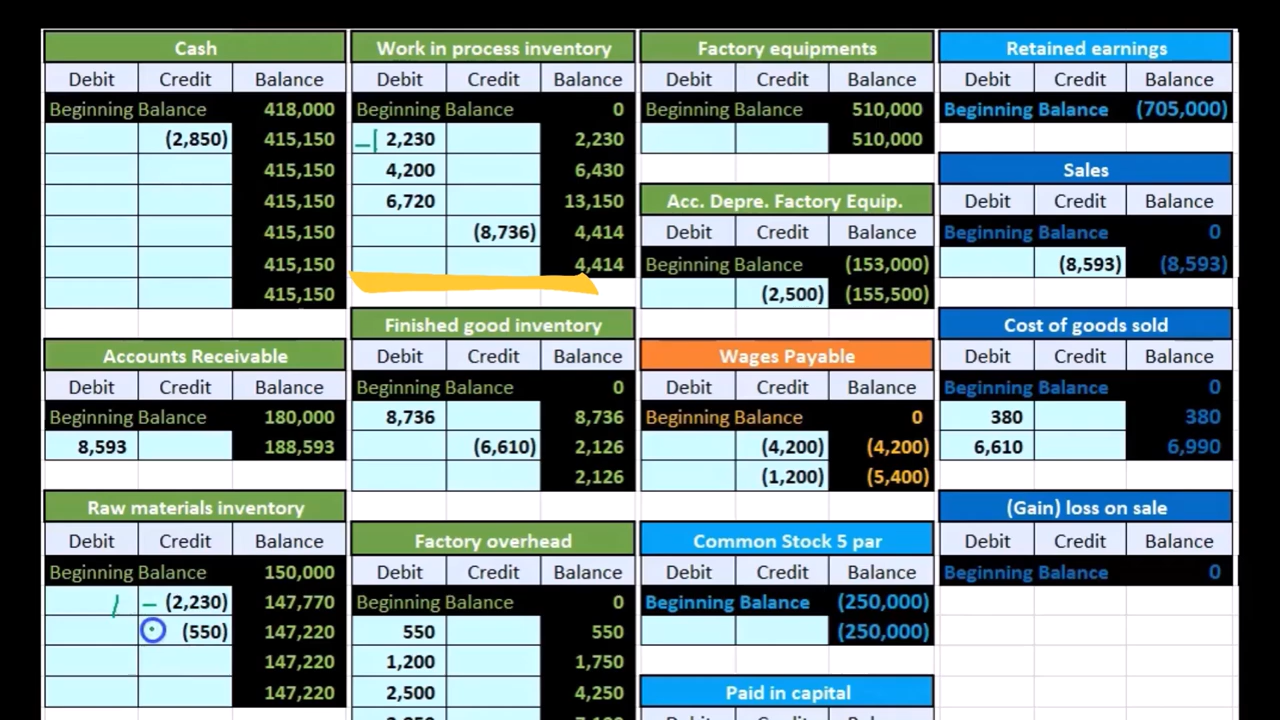 Cash
Debit Credit Balance
Beginning Balance 418,000
(2,850) 415,150
415,150
415,150
415,150
415,150
415,150
Accounts Receivable
Debit Credit Balance
Beginning Balance 180,000
8,593 188,593
Raw materials inventory
Debit Credit Balance
Beginning Balance 150,000
(2,230) 147,770
(550) 147,220
147,220
147,220
Work in process inventory
Debit Credit Balance
Beginning Balance 0
2,230 2,230
4,200 6,430
6,720 13,150
(8,736) 4,414
4,414
Finished good inventory
Debit Credit Balance
Beginning Balance 0
8,736 8,736
(6,610) 2,126
2,126
Factory overhead
Debit Credit Balance
Beginning Balance 0
550 550
1,200 1,750
2,500 4,250
Factory equipments
Debit Credit Balance
Beginning Balance 510,000
510,000
Acc. Depre. Factory Equip.
Debit Credit Balance
Beginning Balance (153,000)
(2,500) (155,500)
Wages Payable
Debit Credit Balance
Beginning Balance 0
(4,200) (4,200)
(1,200) (5,400)
Common Stock 5 par
Debit Credit Balance
Beginning Balance (250,000)
(250,000)
Paid in capital
Retained earnings
Debit Credit Balance
Beginning Balance (705,000)
Sales
Debit Credit Balance
Beginning Balance 0
(8,593) (8,593)
Cost of goods sold
Debit Credit Balance
Beginning Balance 0
380 380
6,610 6,990
(Gain) loss on sale
Debit Credit Balance
Beginning Balance 0